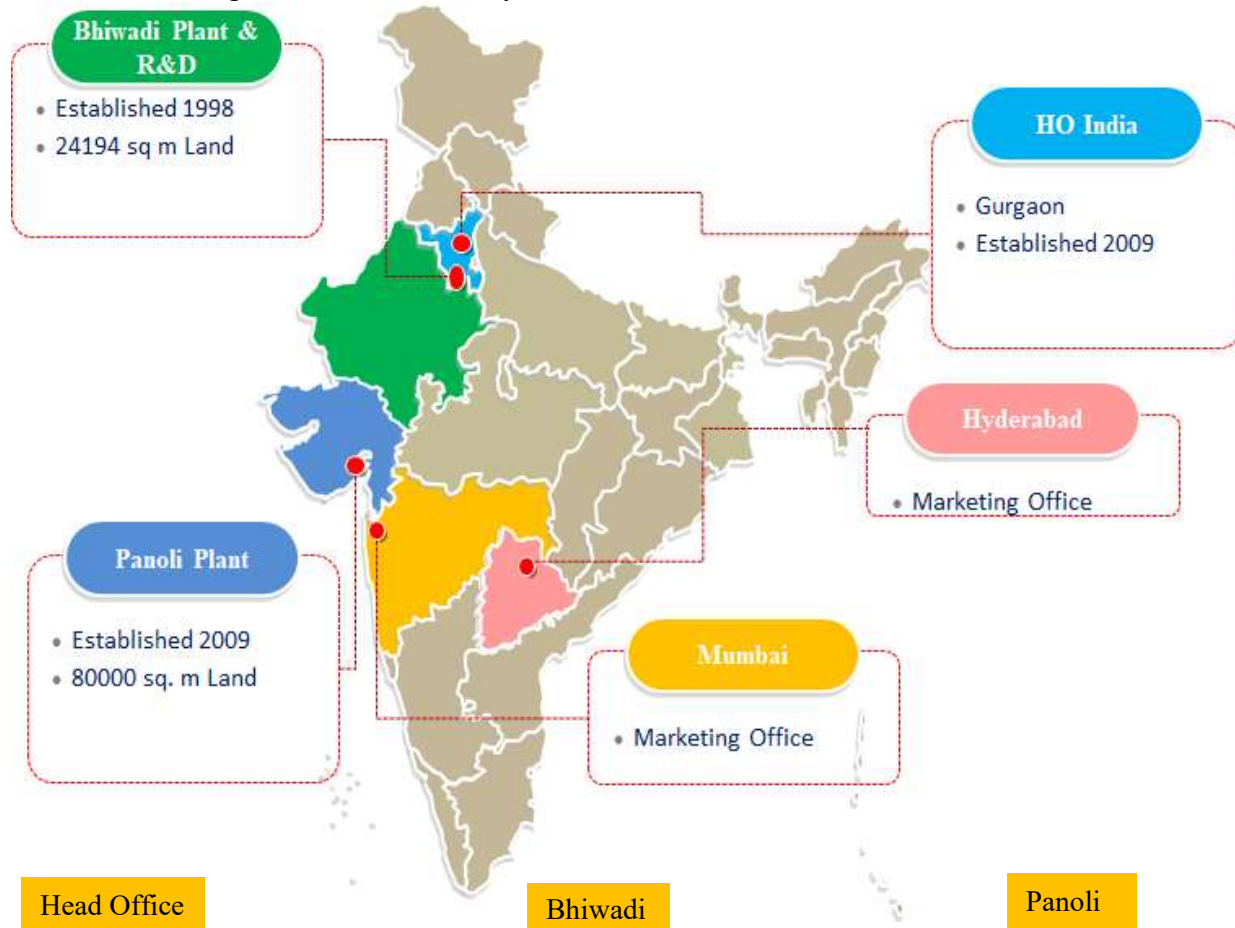 Bhiwadi Plant &
R&D
• Established 1998
• 24194 sq m Land
HO India
• Gurgaon
• Established 2009
Hyderabad
• Marketing Office
Panoli Plant
• Established 2009
• 80000 sq. m Land
Mumbai
• Marketing Office
Head Office
Bhiwadi
Panoli